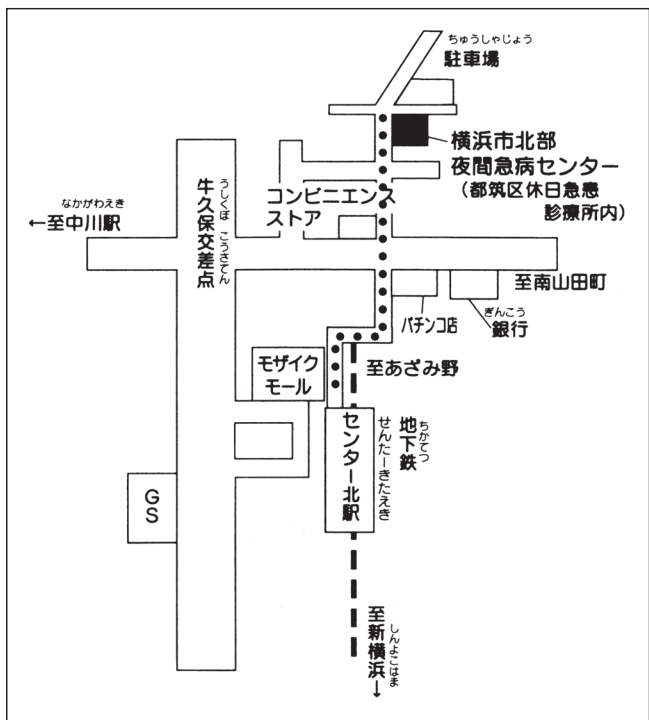 ちゅうしゃじょう
駐車場
横浜市北部
夜間急病センター
(都筑区休日急患
診療所内)
うしくぼ こうさてん
牛久保交差点
コンビニエンス
ストア
なかがわえき
←至中川駅
至南山田町
パチンコ店
ぎんこう
銀行
モザイク
モール
至あざみ野
センター北駅
せんたーきたえき
ちかてつ
地下鉄
GS
しんよこはま
至新横浜→